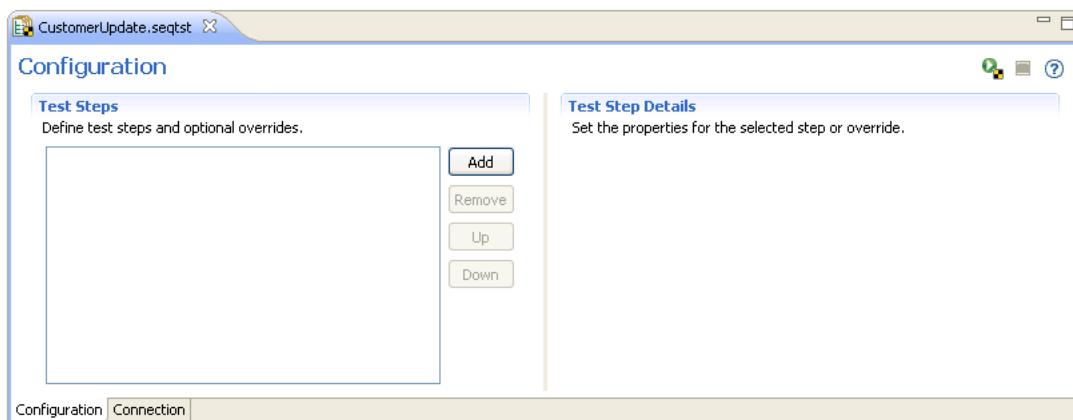 CustomerUpdate.seqtst
Configuration
Test Steps
Define test steps and optional overrides.
Add
Remove
Up
Down
Test Step Details
Set the properties for the selected step or override.
Configuration
Connection